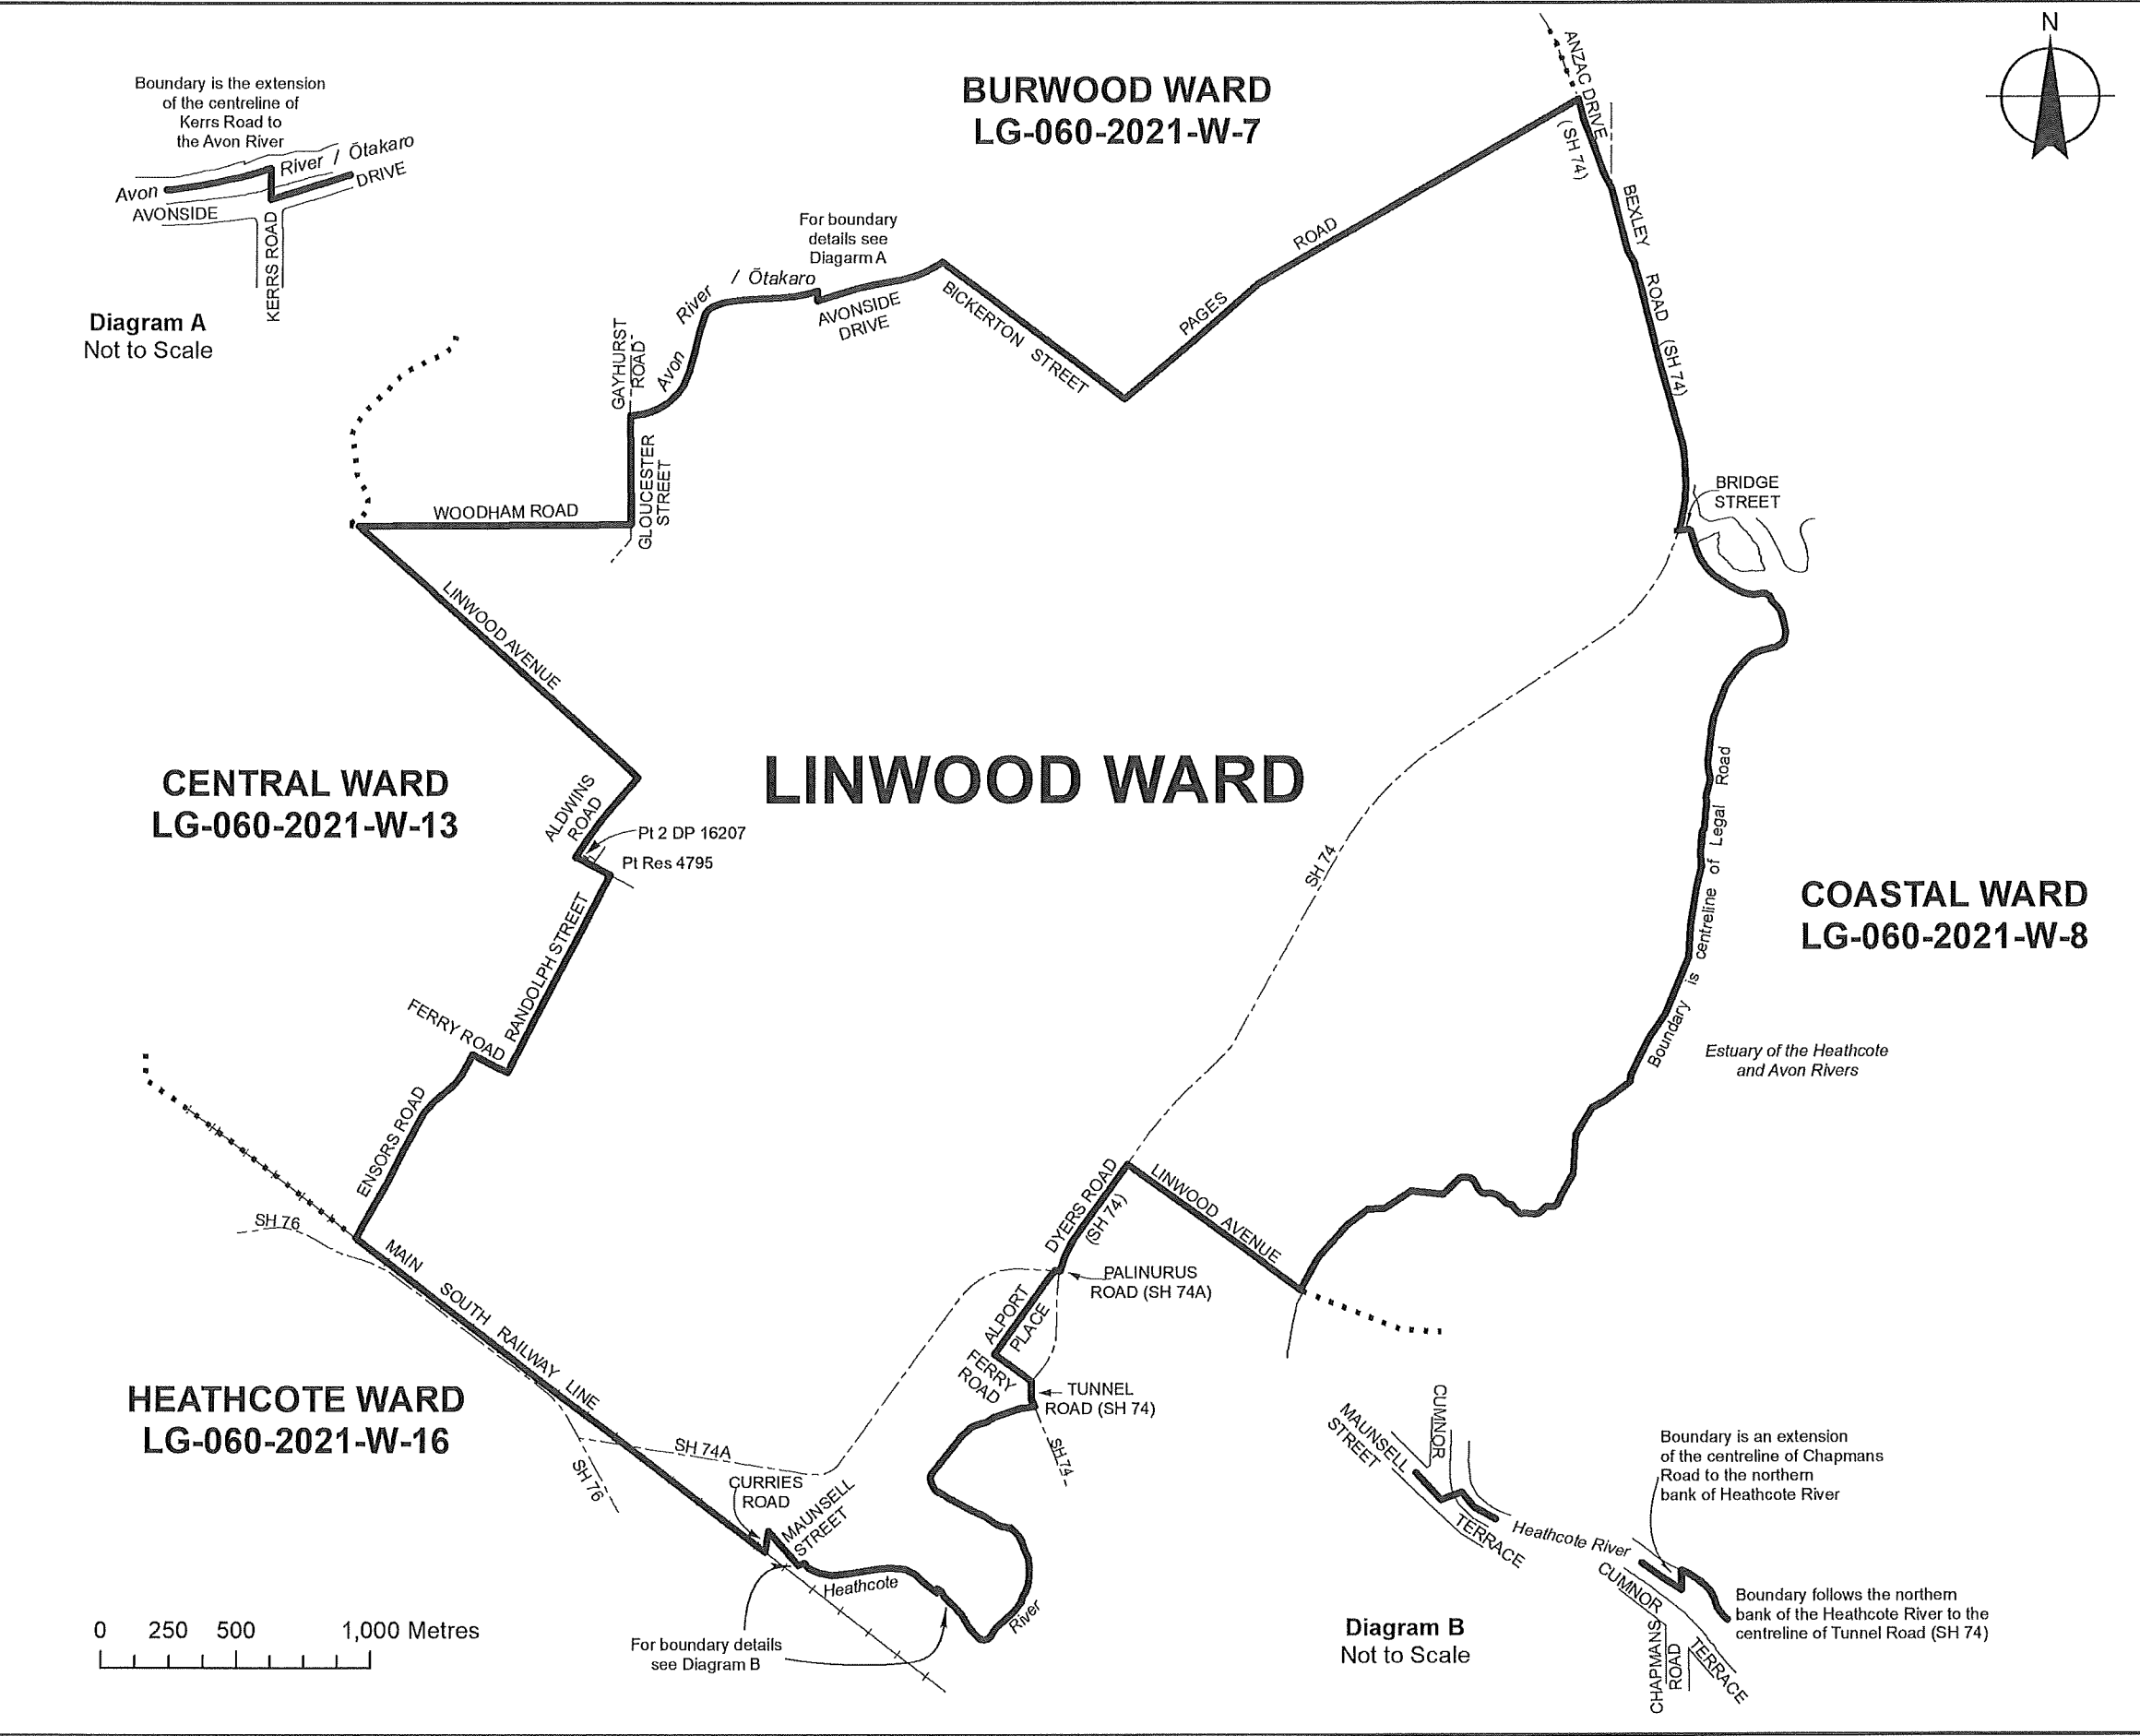 N
BURWOOD WARD
LG-060-2021-W-7
Boundary is the extension
of the centreline of
Kerrs Road to
the Avon River
Avon
River / Ōtakaro
AVONSIDE
DRIVE
KERRS ROAD
Diagram A
Not to Scale
For boundary
details see
Diagarm A
ANZAC DRIVE
(SH 74)
BEXLEY
ROAD
(SH 74)
BRIDGE
STREET
PAGES
ROAD
BICKERTON STREET
AVONSIDE
DRIVE
Avon
River
/ Ōtakaro
GAYHURST
ROAD
GLOUCESTER
STREET
WOODHAM ROAD
LINWOOD AVENUE
LINWOOD WARD
CENTRAL WARD
LG-060-2021-W-13
ALDWINS
ROAD
Pt 2 DP 16207
Pt Res 4795
RANDOLPH STREET
FERRY ROAD
ENSORS ROAD
SH 74
COASTAL WARD
LG-060-2021-W-8
Boundary is centreline of Legal Road
Estuary of the Heathcote
and Avon Rivers
SH 76
MAIN SOUTH RAILWAY LINE
HEATHCOTE WARD
LG-060-2021-W-16
SH 76
SH 74A
LINWOOD AVENUE
DYERS ROAD
(SH 74)
PALINURUS
ROAD (SH 74A)
ALPORT
PLACE
FERRY
ROAD
TUNNEL
ROAD (SH 74)
SH 74
CURRIES
ROAD
MAUNSELL
STREET
Heathcote
River
For boundary details
see Diagram B
0 250 500 1,000 Metres
MAUNSELL
STREET
CUMNOR
TERRACE
Heathcote River
CUMNOR
TERRACE
CHAPMANS
ROAD
Boundary is an extension
of the centreline of Chapmans
Road to the northern
bank of Heathcote River
Boundary follows the northern
bank of the Heathcote River to the
centreline of Tunnel Road (SH 74)
Diagram B
Not to Scale